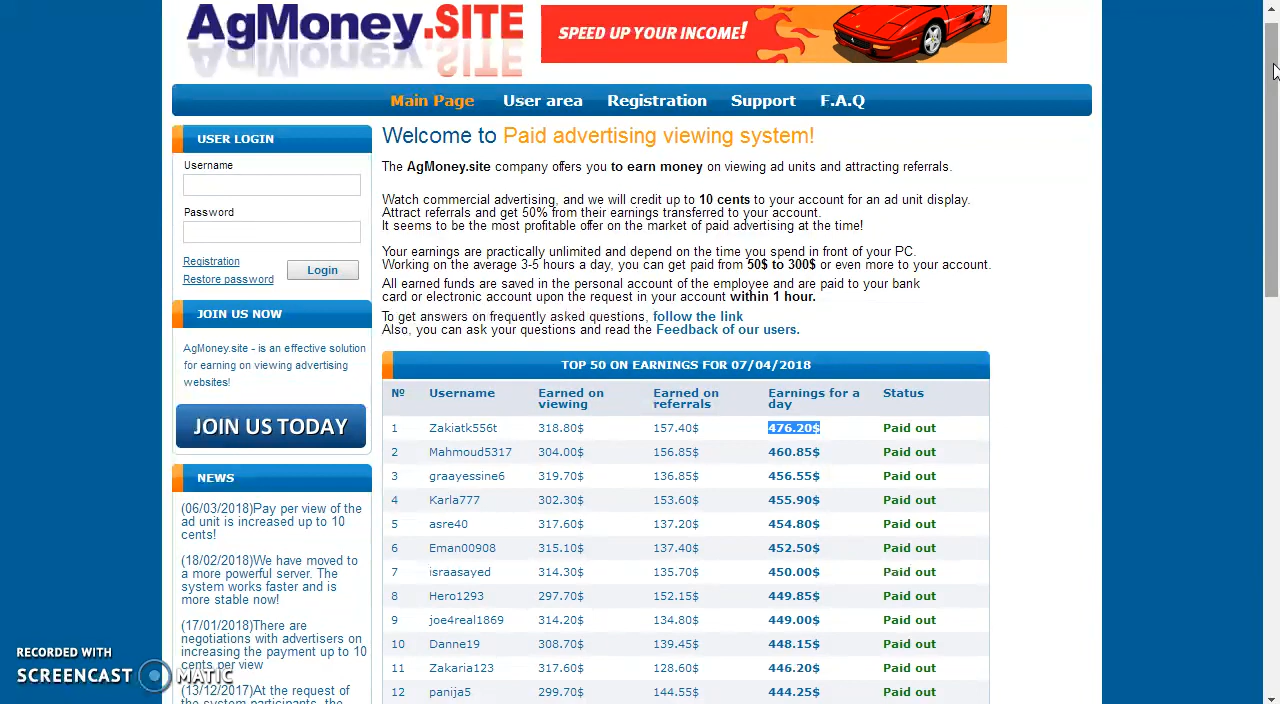 AgMoney.SITE
SPEED UP YOUR INCOME!
Main Page User area Registration Support F.A.Q
USER LOGIN
Username
Password
Registration
Restore password
Login
JOIN US NOW
AgMoney.site - is an effective solution
for earning on viewing advertising
websites!
JOIN US TODAY
NEWS
(06/03/2018)Pay per view of the
ad unit is increased up to 10
cents!
(18/02/2018)We have moved to
a more powerful server. The
system works faster and is
more stable now!
(17/01/2018)There are
negotiations with advertisers on
increasing the payment up to 10
cents per view
(13/12/2017)At the request of
the system participants, the
Welcome to Paid advertising viewing system!
The AgMoney.site company offers you to earn money on viewing ad units and attracting referrals.
Watch commercial advertising, and we will credit up to 10 cents to your account for an ad unit display.
Attract referrals and get 50% from their earnings transferred to your account.
It seems to be the most profitable offer on the market of paid advertising at the time!
Your earnings are practically unlimited and depend on the time you spend in front of your PC.
Working on the average 3-5 hours a day, you can get paid from 50$ to 300$ or even more to your account.
All earned funds are saved in the personal account of the employee and are paid to your bank
card or electronic account upon the request in your account within 1 hour.
To get answers on frequently asked questions, follow the link
Also, you can ask your questions and read the Feedback of our users.
TOP 50 ON EARNINGS FOR 07/04/2018
№ Username Earned on viewing Earned on referrals Earnings for a day Status
1 Zakiatk556t 318.80$ 157.40$ 476.20$ Paid out
2 Mahmoud5317 304.00$ 156.85$ 460.85$ Paid out
3 graayessine6 319.70$ 136.85$ 456.55$ Paid out
4 Karla777 302.30$ 153.60$ 455.90$ Paid out
5 asre40 317.60$ 137.20$ 454.80$ Paid out
6 Eman00908 315.10$ 137.40$ 452.50$ Paid out
7 israasayed 314.30$ 135.70$ 450.00$ Paid out
8 Hero1293 297.70$ 152.15$ 449.85$ Paid out
9 joe4real1869 314.20$ 134.80$ 449.00$ Paid out
10 Danne19 308.70$ 139.45$ 448.15$ Paid out
11 Zakaria123 317.60$ 128.60$ 446.20$ Paid out
12 panija5 299.70$ 144.55$ 444.25$ Paid out
RECORDED WITH
SCREENCAST MATIC